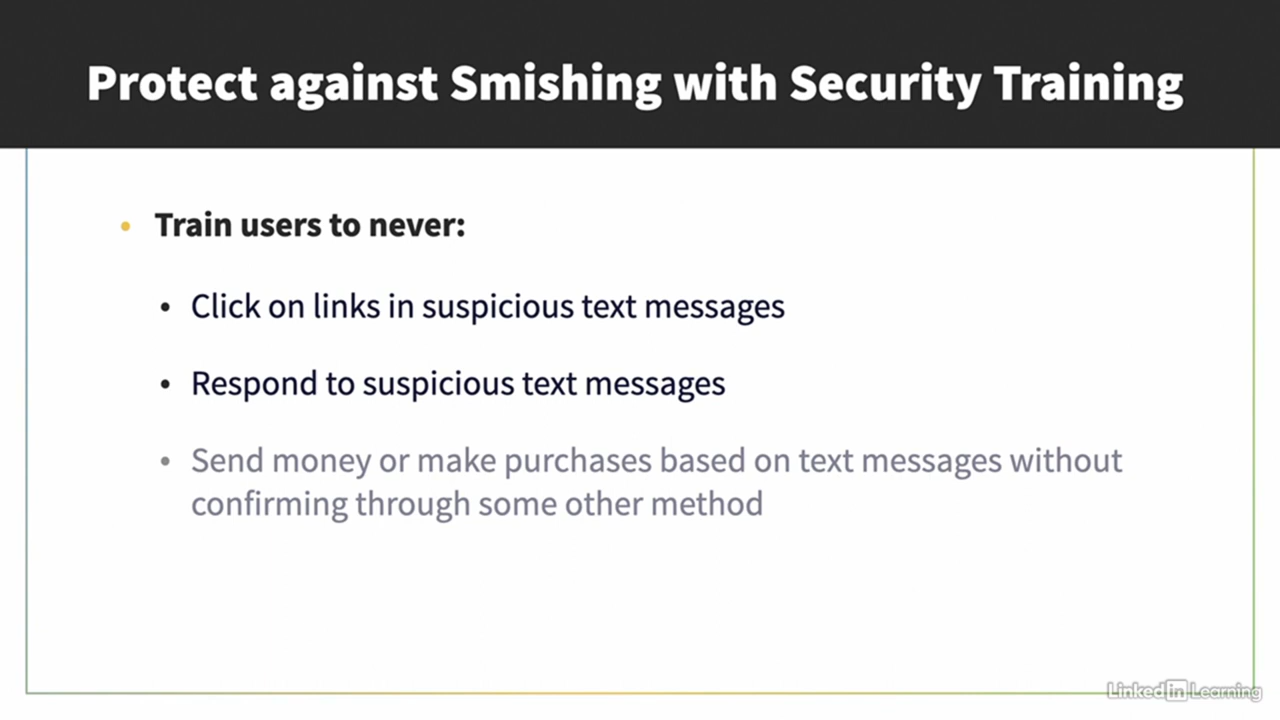 Protect against Smishing with Security Training
• Train users to never:
• Click on links in suspicious text messages
• Respond to suspicious text messages
• Send money or make purchases based on text messages without
confirming through some other method
Linked in Learning